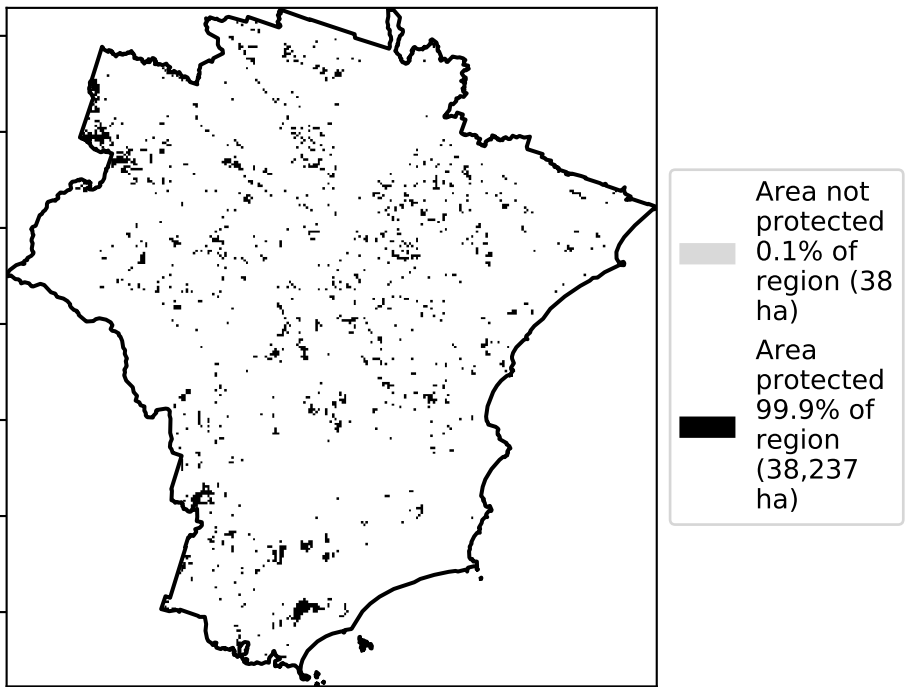 Area not
protected
0.1% of
region (38
ha)
Area
protected
99.9% of
region
(38,237
ha)